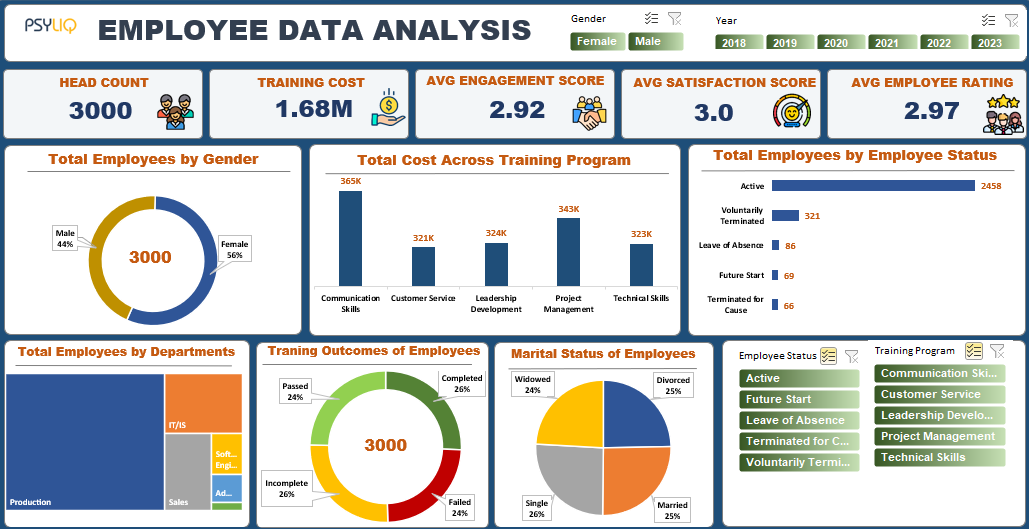 PSYLIQ
EMPLOYEE DATA ANALYSIS
Gender
Female
Male
Year
2018
2019
2020
2021
2022
2023
HEAD COUNT
3000
TRAINING COST
1.68M
AVG ENGAGEMENT SCORE
2.92
AVG SATISFACTION SCORE
3.0
AVG EMPLOYEE RATING
2.97
Total Employees by Gender
Male
44%
3000
Female
56%
Total Cost Across Training Program
365K
321K
324K
343K
323K
Communication
Skills
Customer Service
Leadership
Development
Project
Management
Technical Skills
Total Employees by Employee Status
Active
2458
Voluntarily
Terminated
321
Leave of Absence
86
Future Start
69
Terminated for
Cause
66
Total Employees by Departments
Production
IT/IS
Sales
Soft...
Engi...
Ad...
Traning Outcomes of Employees
Passed
24%
Completed
26%
3000
Incomplete
26%
Failed
24%
Marital Status of Employees
Widowed
24%
Divorced
25%
Single
26%
Married
25%
Employee Status
Active
Future Start
Leave of Absence
Terminated for C...
Voluntarily Termi...
Training Program
Communication Ski...
Customer Service
Leadership Develo...
Project Management
Technical Skills